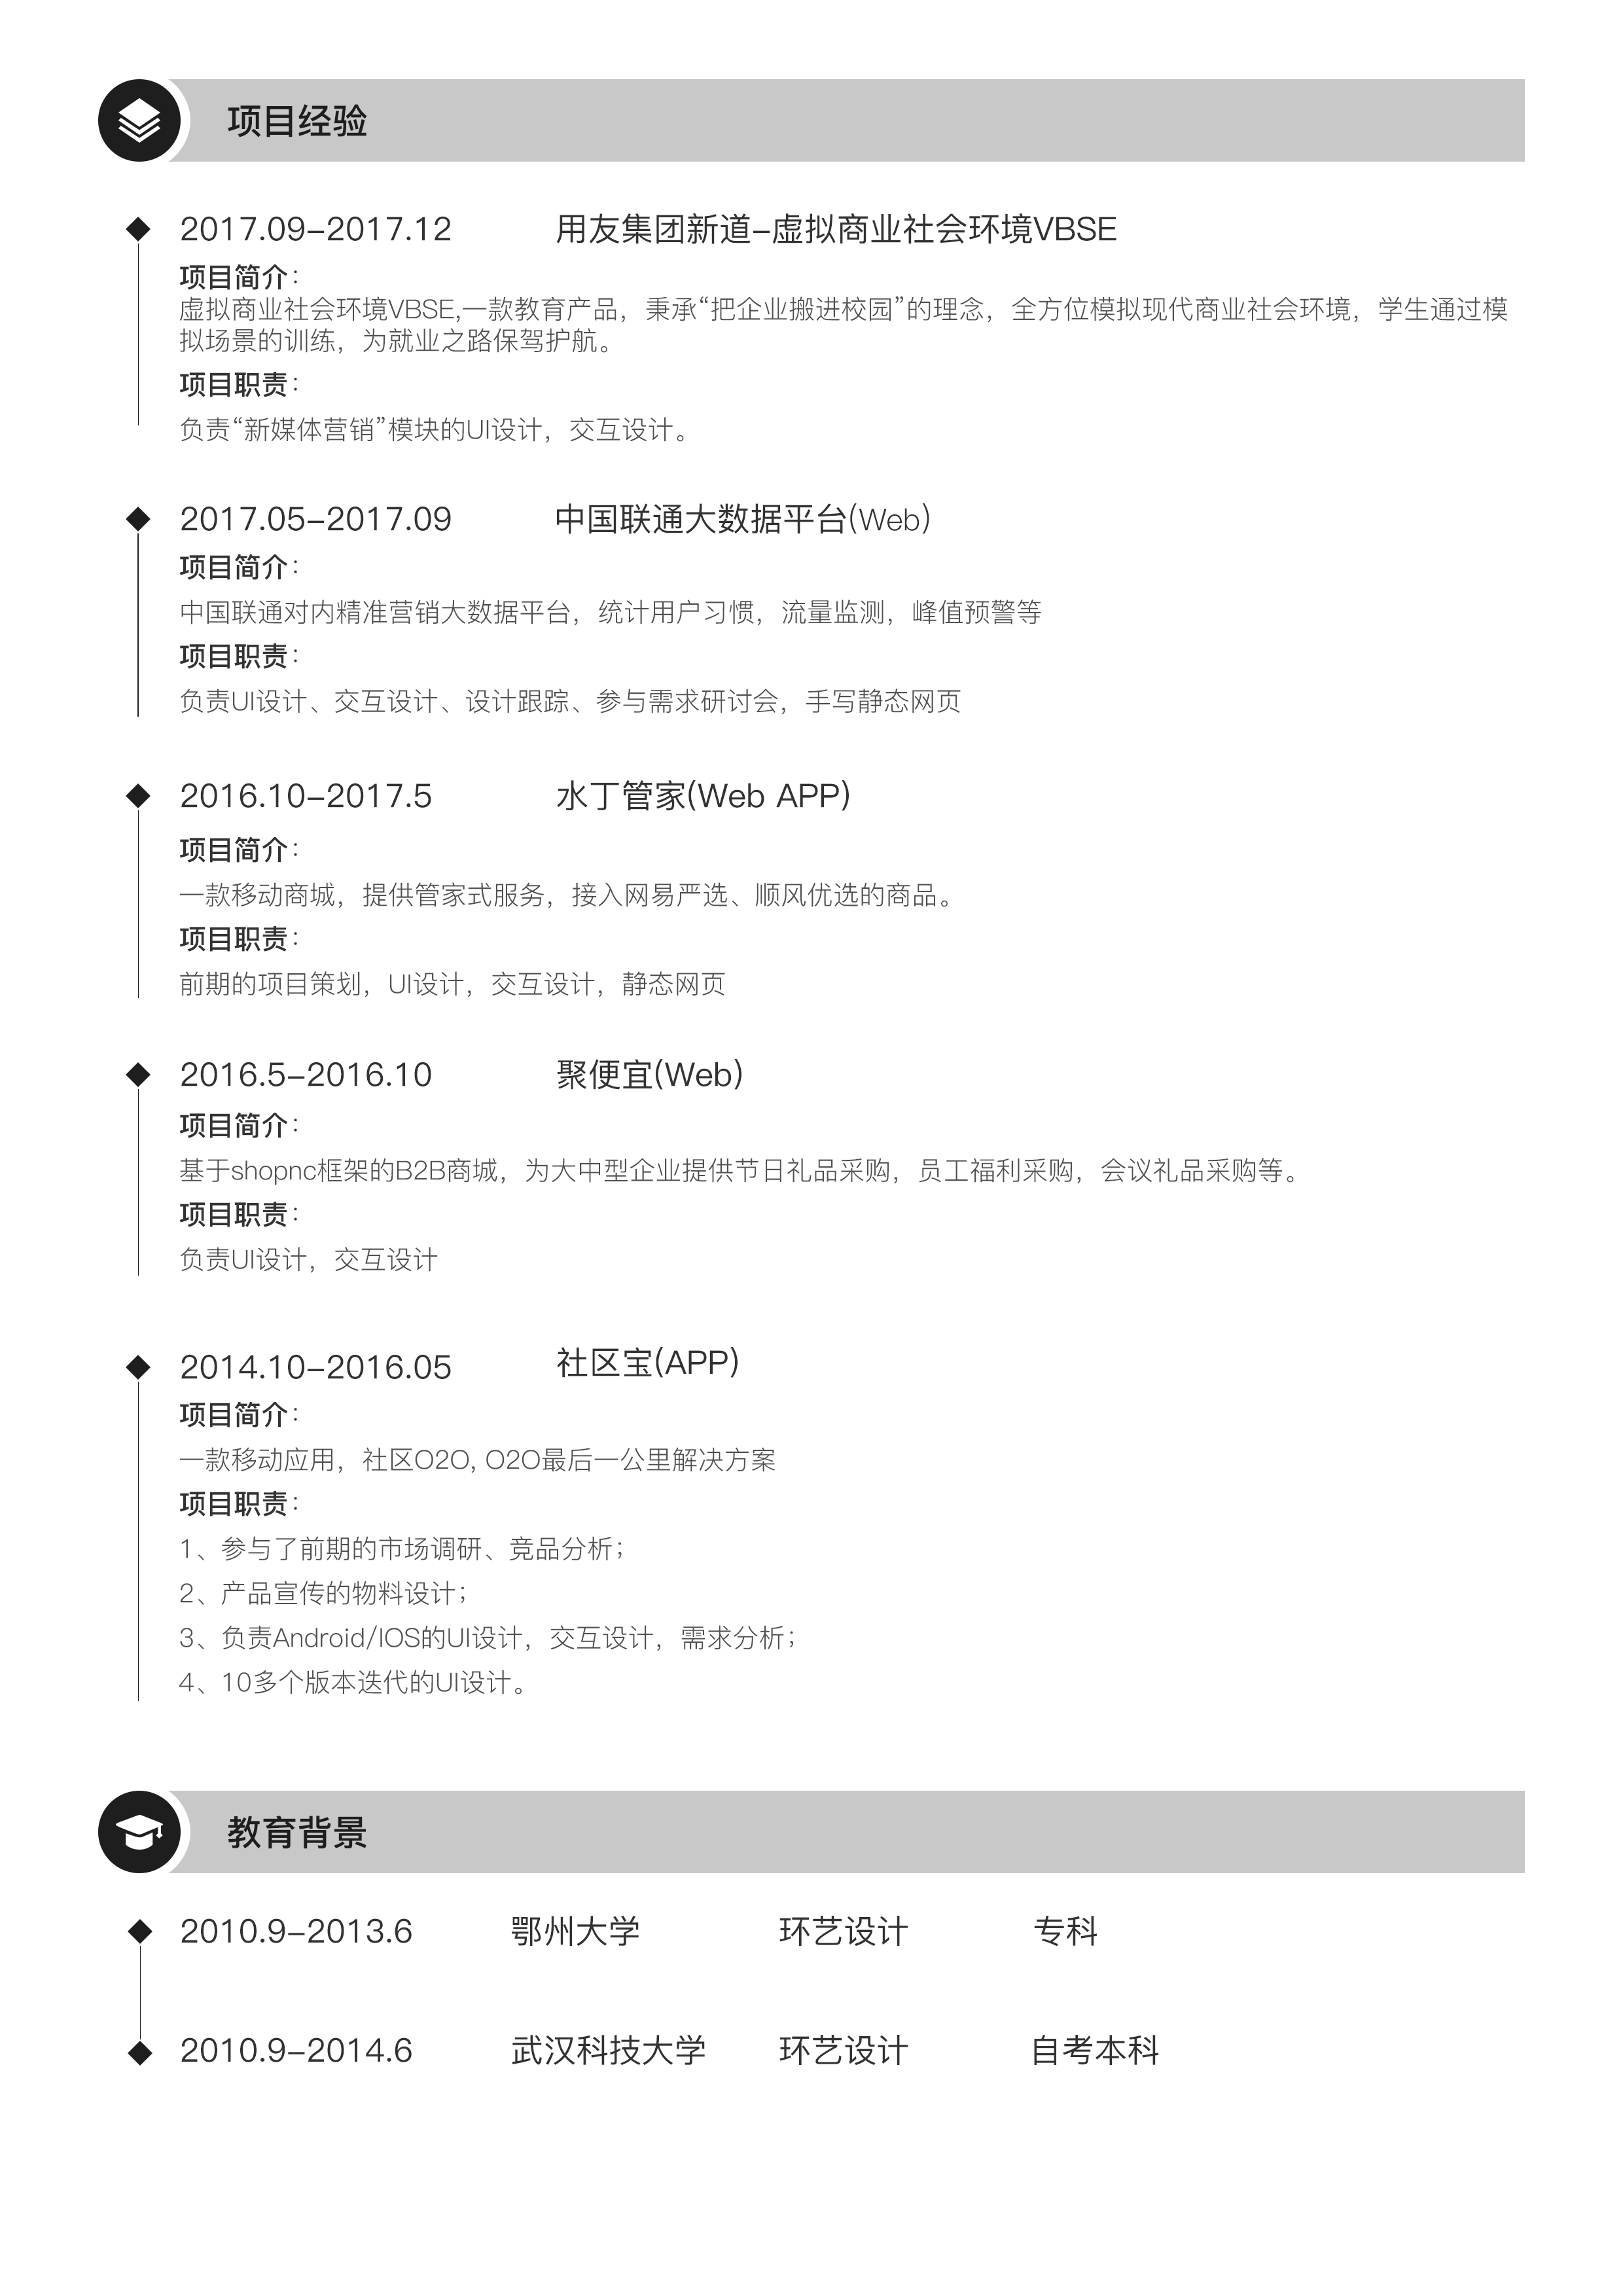 项目经验
2017.09-2017.12 用友集团新道-虚拟商业社会环境VBSE
项目简介：
虚拟商业社会环境VBSE,一款教育产品，秉承“把企业搬进校园”的理念，全方位模拟现代商业社会环境，学生通过模
拟场景的训练，为就业之路保驾护航。
项目职责：
负责“新媒体营销”模块的UI设计，交互设计。
2017.05-2017.09 中国联通大数据平台(Web)
项目简介：
中国联通对内精准营销大数据平台，统计用户习惯，流量监测，峰值预警等
项目职责：
负责UI设计、交互设计、设计跟踪、参与需求研讨会，手写静态网页
2016.10-2017.5 水丁管家(Web APP)
项目简介：
一款移动商城，提供管家式服务，接入网易严选、顺风优选的商品。
项目职责：
前期的项目策划，UI设计，交互设计，静态网页
2016.5-2016.10 聚便宜(Web)
项目简介：
基于shopnc框架的B2B商城，为大中型企业提供节日礼品采购，员工福利采购，会议礼品采购等。
项目职责：
负责UI设计，交互设计
2014.10-2016.05 社区宝(APP)
项目简介：
一款移动应用，社区O2O, O2O最后一公里解决方案
项目职责：
1、参与了前期的市场调研、竞品分析；
2、产品宣传的物料设计；
3、负责Android/IOS的UI设计，交互设计，需求分析；
4、10多个版本迭代的UI设计。
教育背景
2010.9-2013.6 鄂州大学 环艺设计 专科
2010.9-2014.6 武汉科技大学 环艺设计 自考本科